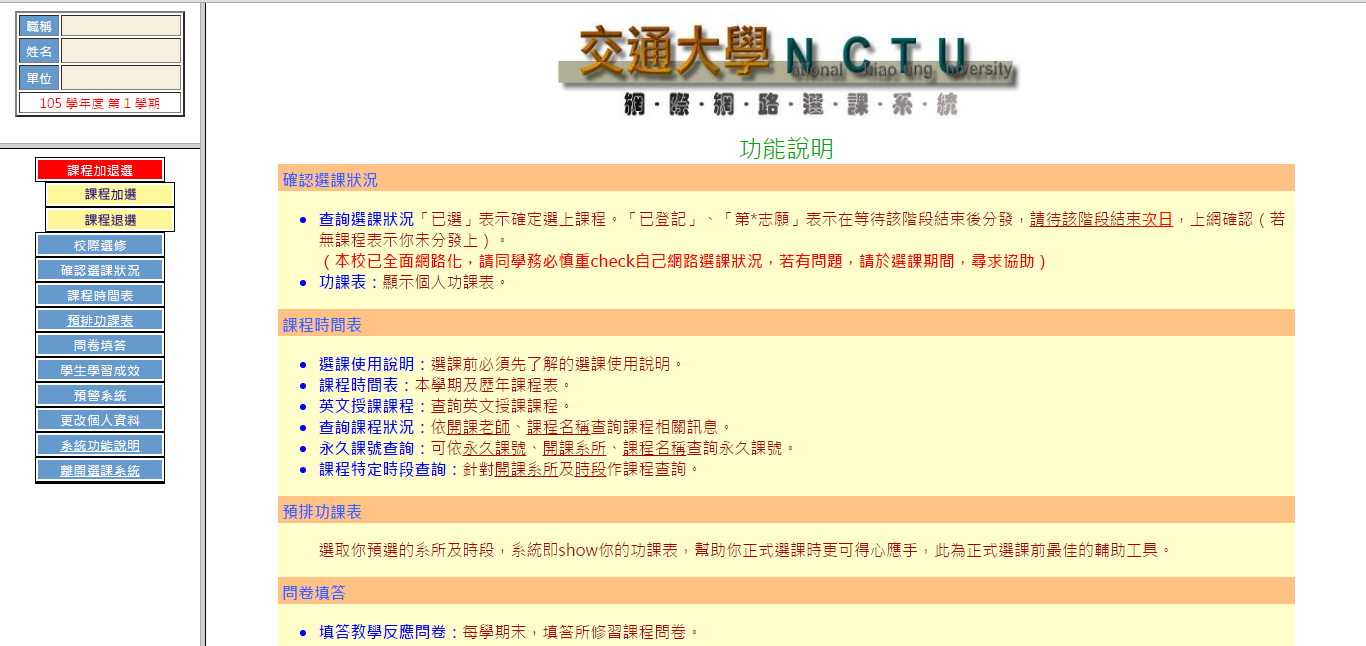 職稱
姓名
單位
105 學年度 第 1 學期
課程加退選
課程加選
課程退選
校際選修
確認選課狀況
課程時間表
預排功課表
問卷填答
學生學習成效
預警系統
更改個人資料
系統功能說明
離開選課系統
交通大學 National Chiao Tung University
網‧際‧網‧路‧選‧課‧系‧統
功能說明
確認選課狀況
查詢選課狀況「已選」表示確定選上課程。「已登記」、「第*志願」表示在等待該階段結束後分發，請待該階段結束次日，上網確認（若
無課程表示你未分發上）。
（本校已全面網路化，請同學務必慎重check自己網路選課狀況，若有問題，請於選課期間，尋求協助）
功課表：顯示個人功課表。
課程時間表
選課使用說明：選課前必須先了解的選課使用說明。
課程時間表：本學期及歷年課程表。
英文授課課程：查詢英文授課課程。
查詢課程狀況：依開課老師、課程名稱查詢課程相關訊息。
永久課號查詢：可依永久課號、開課系所、課程名稱查詢永久課號。
課程特定時段查詢：針對開課系所及時段作課程查詢。
預排功課表
選取你預選的系所及時段，系統即show你的功課表，幫助你正式選課時更可得心應手，此為正式選課前最佳的輔助工具。
問卷填答
填答教學反應問卷：每學期末，填答所修習課程問卷。